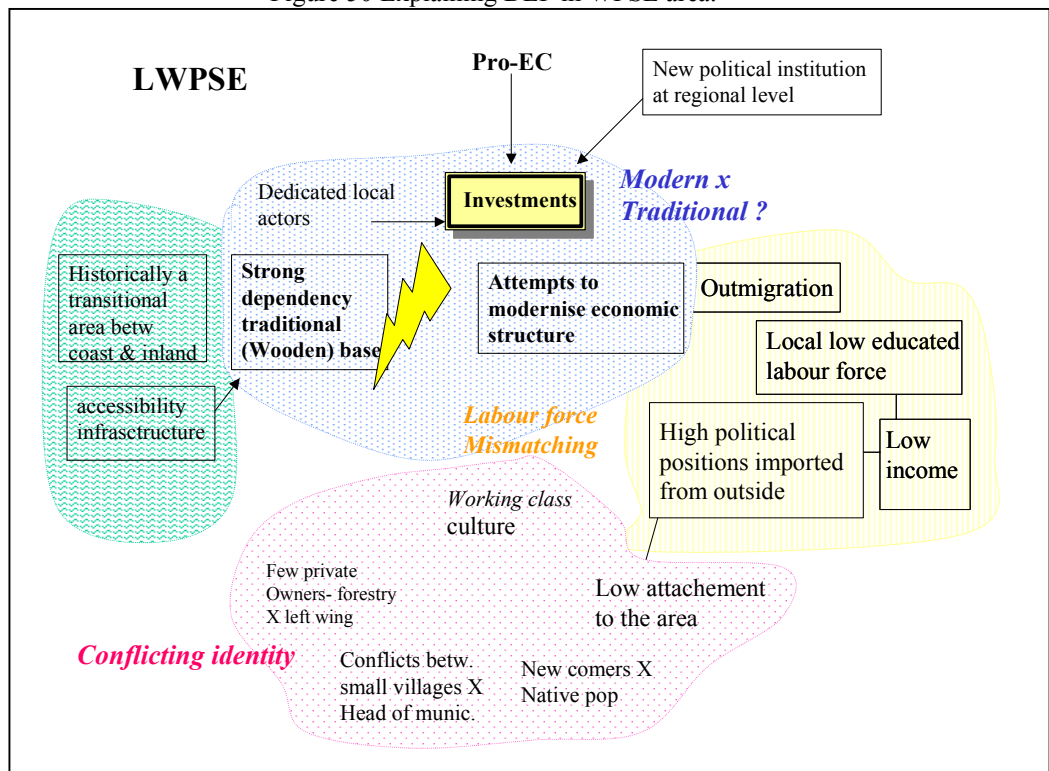 Figure Explaining in WPSE area.
LWPSE
Pro-EC
New political institution
at regional level
Dedicated local
actors
Investments
Modern x
Traditional ?
Historically a
transitional
area betw
coast & inland
Strong
dependency
traditional
(Wooden) base
Attempts to
modernise economic
structure
Outmigration
Local low educated
labour force
accessibility
infrasctructure
Labour force
Mismatching
High political
positions imported
from outside
Low
income
Working class
culture
Few private
Owners- forestry
X left wing
Low attachement
to the area
Conflicting identity
Conflicts betw.
small villages X
Head of munic.
New comers X
Native pop